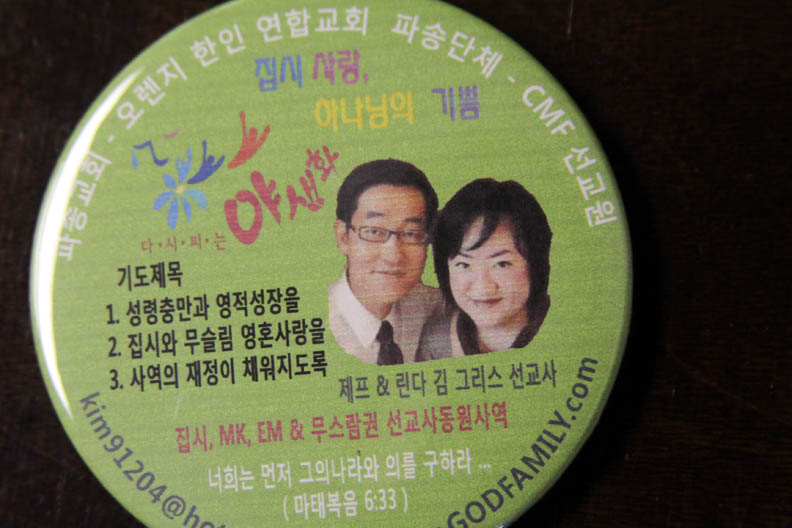 파송교회 - 오렌지 한인 연합교회 파송단체 - CMF 선교원
집시 사랑,
하나님의 기쁨
다·시·피·는
야생화
기도제목
1. 성령충만과 영적성장을
2. 집시와 무슬림 영혼사랑을
3. 사역의 재정이 채워지도록
제프 & 린다 김 그리스 선교사
집시, MK, EM & 무스람권 선교사동원사역
너희는 먼저 그의나라와 의를 구하라 ...
( 마태복음 6:33 )
kim91204@ho
GODFAMILY.com